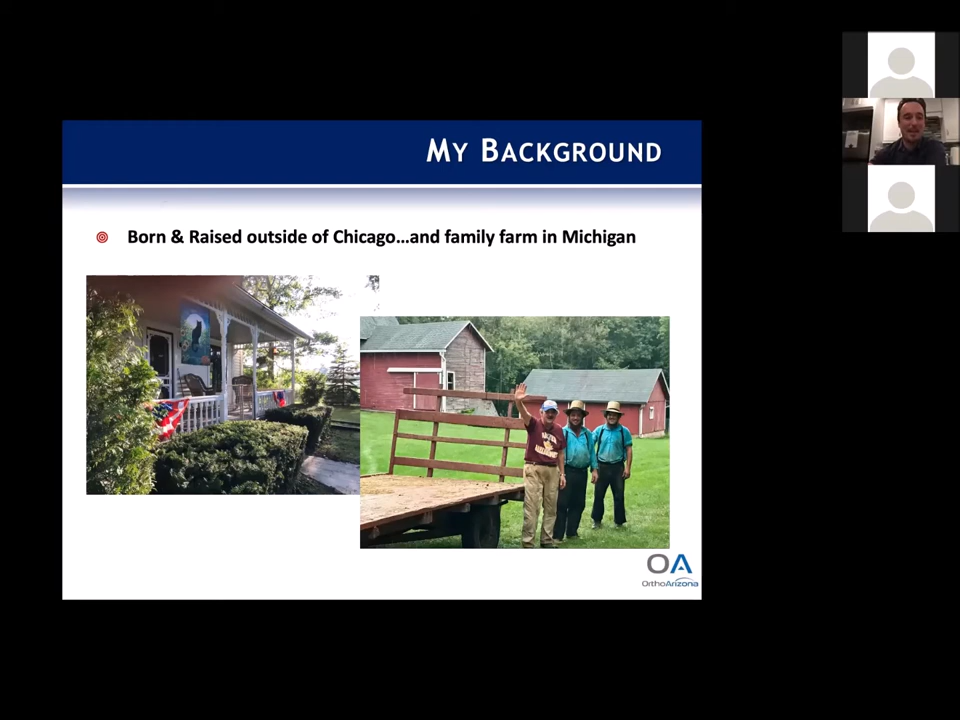 MY BACKGROUND
Born & Raised outside of Chicago...and family farm in Michigan
OA
OrthoArizona